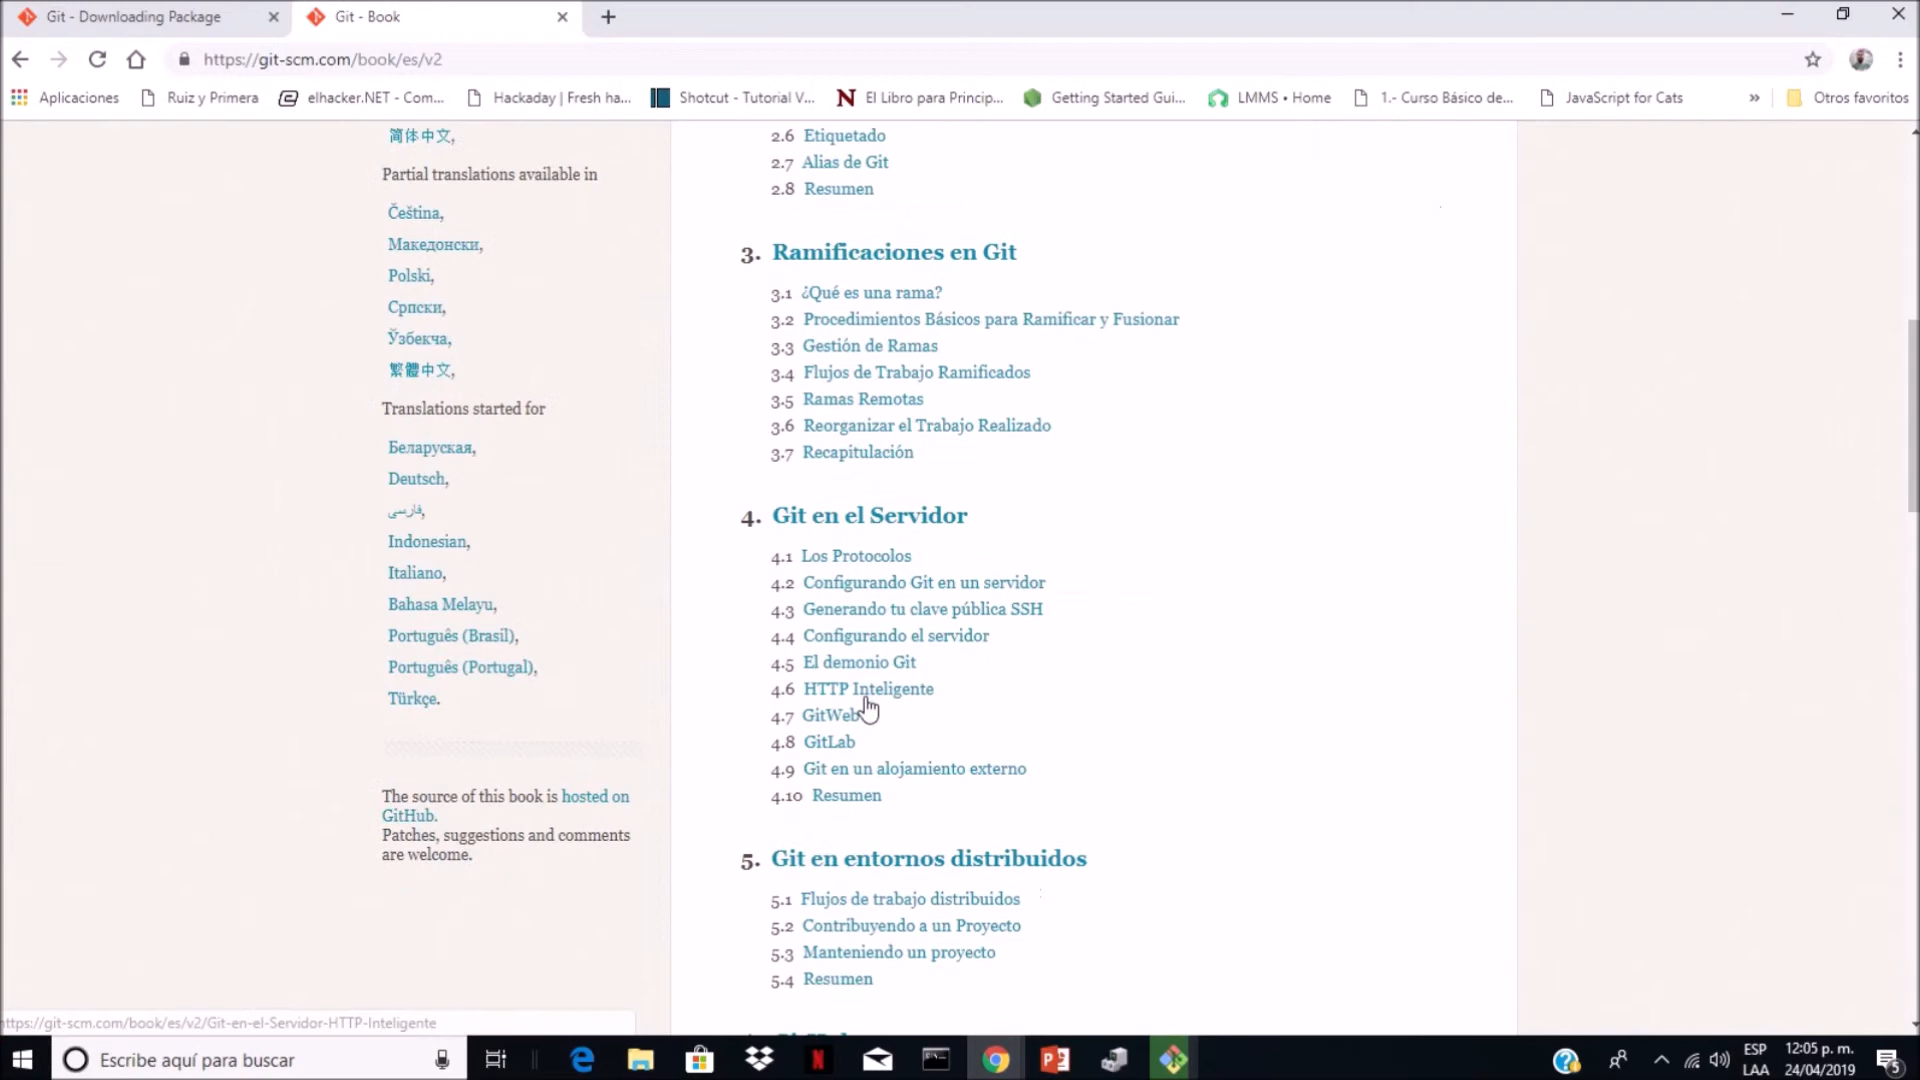 Git - Downloading Package
Git - Book
https://git-scm.com/book/es/v2
Aplicaciones
Ruiz y Primera
elhacker.NET - Com...
Hackaday | Fresh ha...
Shotcut - Tutorial V...
El Libro para Princip...
Getting Started Gui...
LMMS • Home
1.- Curso Básico de...
JavaScript for Cats
»
Otros favoritos
简体中文,
Partial translations available in
Čeština,
Македонски,
Polski,
Српски,
Ўзбекча,
繁體中文,
Translations started for
Беларуская,
Deutsch,
فارسی,
Indonesian,
Italiano,
Bahasa Melayu,
Português (Brasil),
Português (Portugal),
Türkçe.
The source of this book is hosted on
GitHub.
Patches, suggestions and comments
are welcome.
2.6 Etiquetado
2.7 Alias de Git
2.8 Resumen
3. Ramificaciones en Git
3.1 ¿Qué es una rama?
3.2 Procedimientos Básicos para Ramificar y Fusionar
3.3 Gestión de Ramas
3.4 Flujos de Trabajo Ramificados
3.5 Ramas Remotas
3.6 Reorganizar el Trabajo Realizado
3.7 Recapitulación
4. Git en el Servidor
4.1 Los Protocolos
4.2 Configurando Git en un servidor
4.3 Generando tu clave pública SSH
4.4 Configurando el servidor
4.5 El demonio Git
4.6 HTTP Inteligente
4.7 GitWeb
4.8 GitLab
4.9 Git en un alojamiento externo
4.10 Resumen
5. Git en entornos distribuidos
5.1 Flujos de trabajo distribuidos
5.2 Contribuyendo a un Proyecto
5.3 Manteniendo un proyecto
5.4 Resumen
https://git-scm.com/book/es/v2/Git-en-el-Servidor-HTTP-Inteligente
Escribe aquí para buscar
ESP
LAA
12:05 p. m.
24/04/2019
5